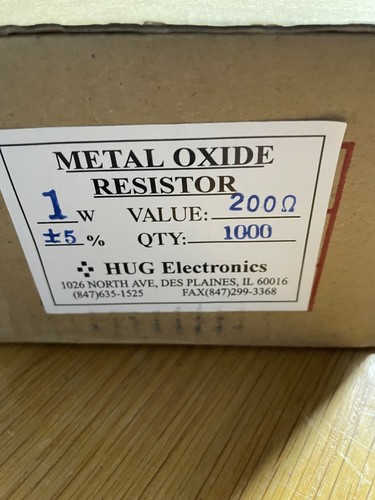 METAL OXIDE
RESISTOR
1 W VALUE: 200Ω
±5 % QTY: 1000
HUG Electronics
1026 NORTH AVE, DES PLAINES, IL 60016
(847)635-1525 FAX(847)299-3368